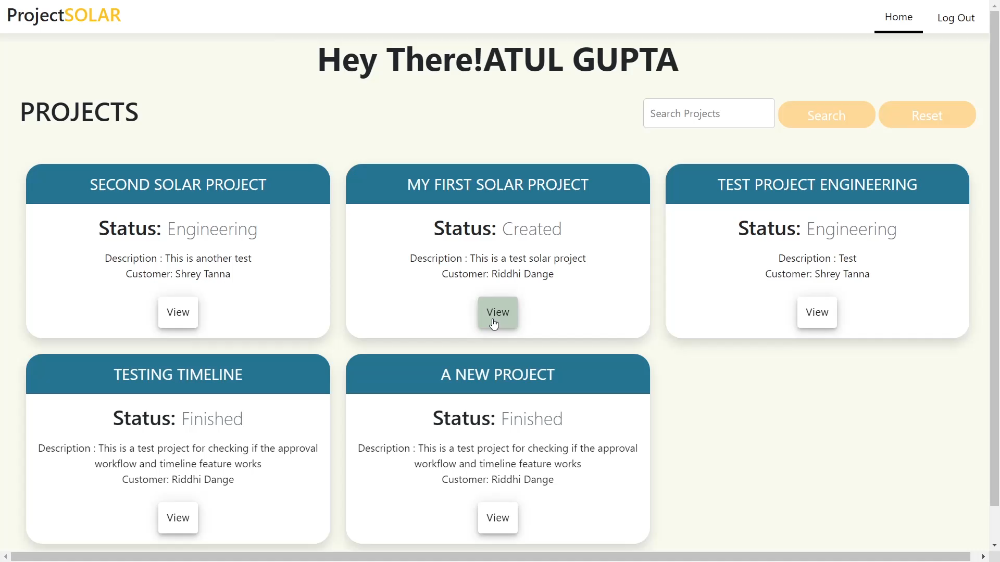 ProjectSOLAR
Home
Log Out
Hey There!ATUL GUPTA
PROJECTS
Search Projects
Search
Reset
SECOND SOLAR PROJECT
Status: Engineering
Description : This is another test
Customer: Shrey Tanna
View
MY FIRST SOLAR PROJECT
Status: Created
Description : This is a test solar project
Customer: Riddhi Dange
View
TEST PROJECT ENGINEERING
Status: Engineering
Description : Test
Customer: Shrey Tanna
View
TESTING TIMELINE
Status: Finished
Description : This is a test project for checking if the approval
workflow and timeline feature works
Customer: Riddhi Dange
View
A NEW PROJECT
Status: Finished
Description : This is a test project for checking if the approval
workflow and timeline feature works
Customer: Riddhi Dange
View